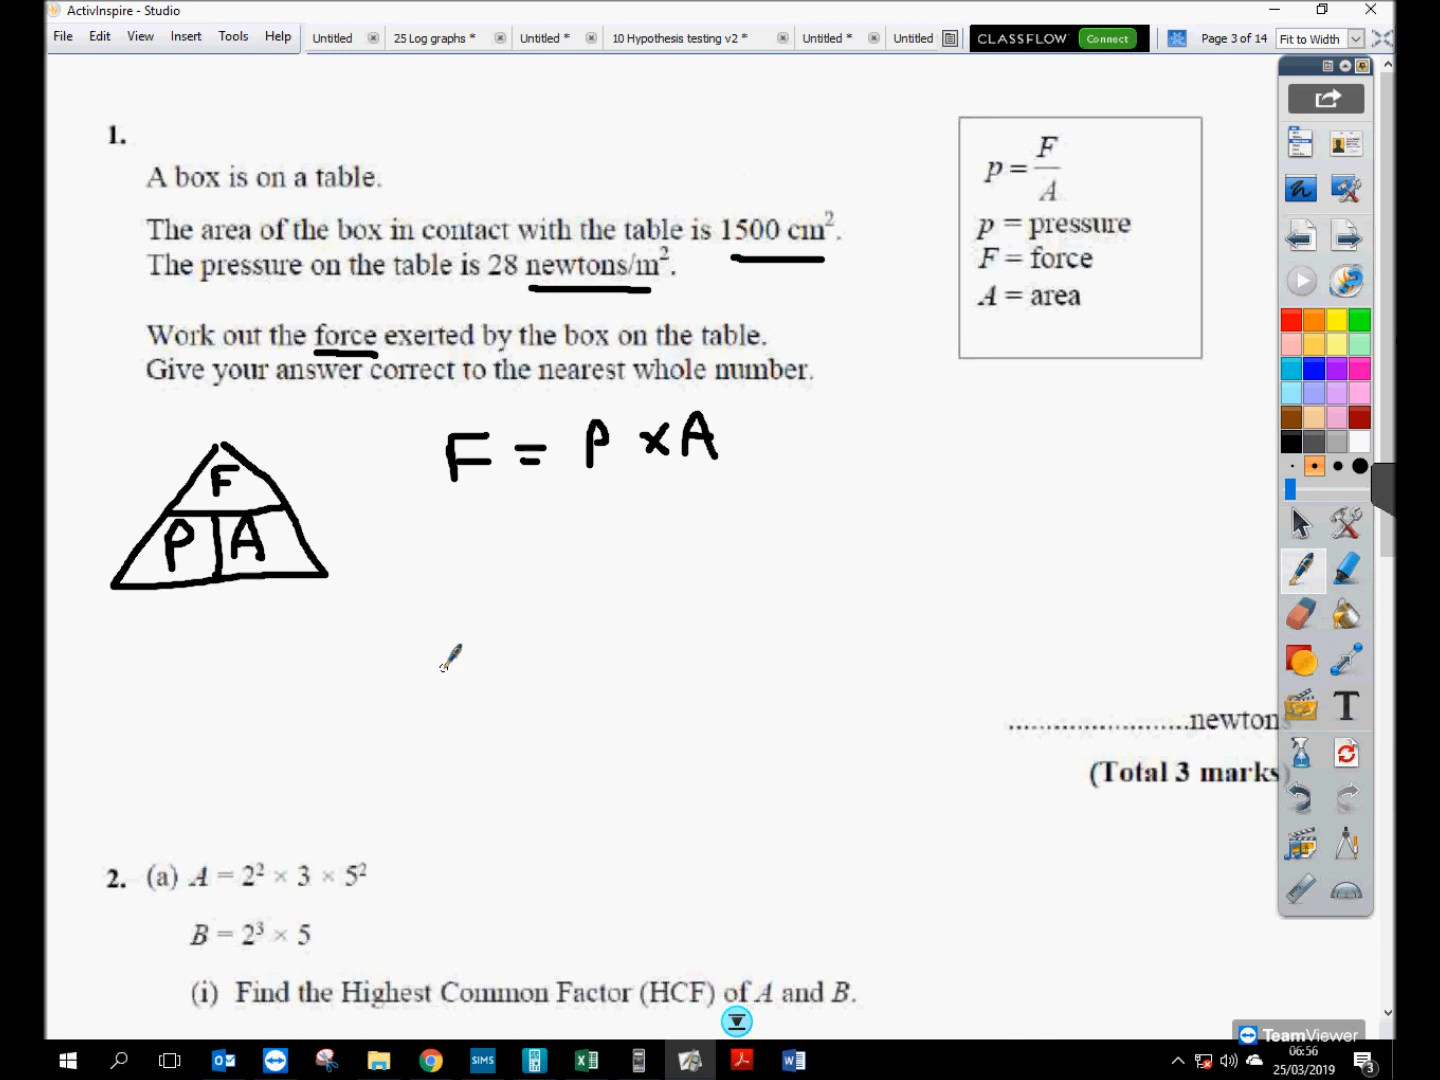 ActivInspire - Studio
File Edit View Insert Tools Help Untitled 25 Log graphs * Untitled * 10 Hypothesis testing v2 * Untitled * Untitled CLASSFLOW Connect Page 3 of 14 Fit to Width
1.
A box is on a table.
The area of the box in contact with the table is 1500 cm².
The pressure on the table is 28 newtons/m².
Work out the force exerted by the box on the table.
Give your answer correct to the nearest whole number.
p = F/A
p = pressure
F = force
A = area
F = P × A
F
P A
........................newtons
(Total 3 marks)
2. (a) A = 2² × 3 × 5²
B = 2³ × 5
(i) Find the Highest Common Factor (HCF) of A and B.
T
TeamViewer
SIMS
06:56
25/03/2019
3